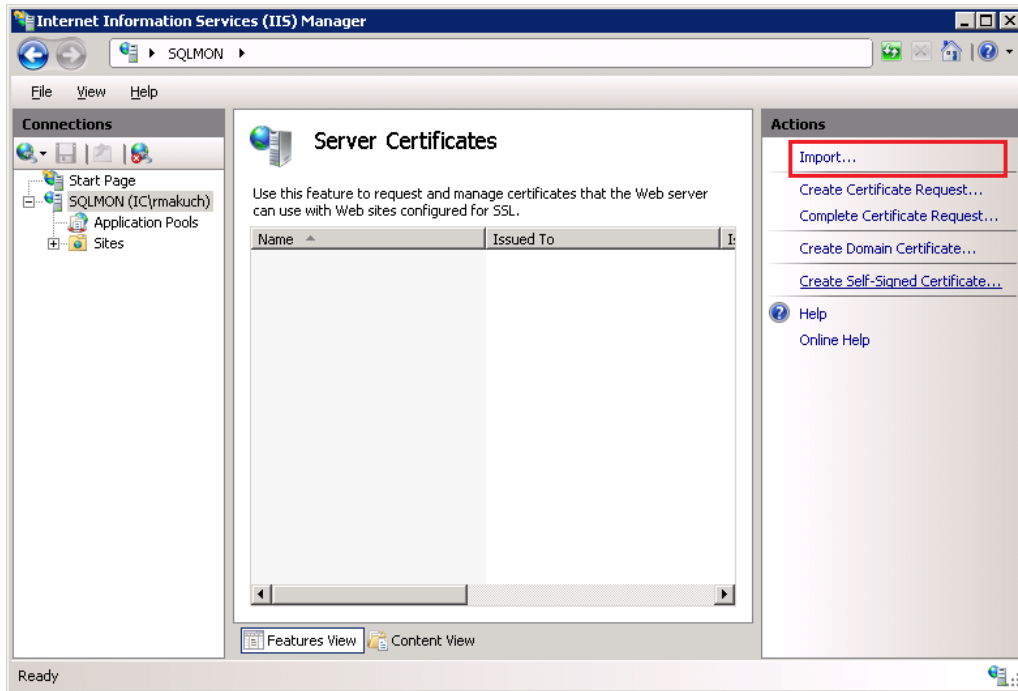 Internet Information Services (IIS) Manager
SQLMON
File View Help
Connections
Start Page
SQLMON (IC\rmakuch)
Application Pools
Sites
Server Certificates
Use this feature to request and manage certificates that the Web server
can use with Web sites configured for SSL.
Name Issued To
Features View Content View
Actions
Import...
Create Certificate Request...
Complete Certificate Request...
Create Domain Certificate...
Create Self-Signed Certificate...
Help
Online Help
Ready